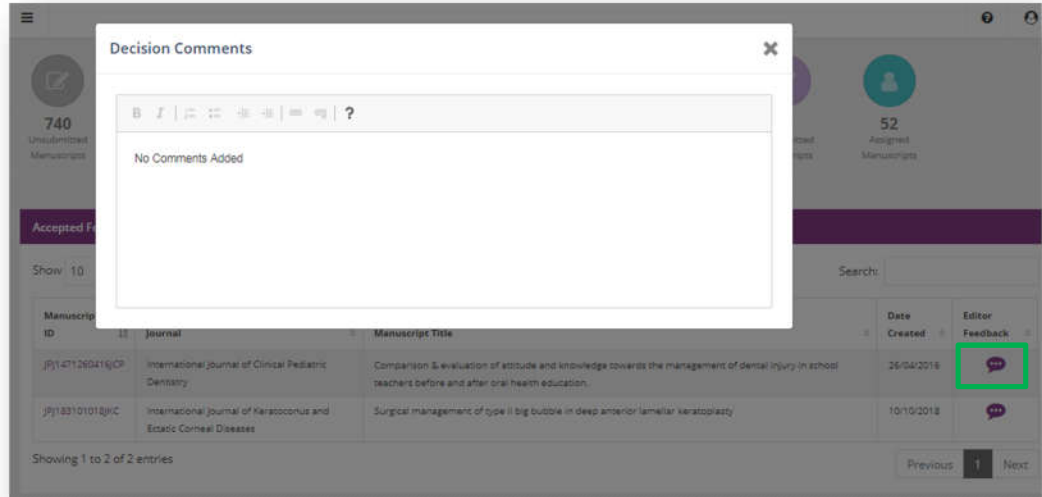 Decision Comments
B I ?
No Comments Added
740
Unsubmitted
Manuscripts
52
Assigned
Manuscripts
Accepted
Show 10
Search:
ID Journal Manuscript Title Date Created Editor Feedback
International Journal of Clinical Pediatric Dentistry
Comparison & evaluation of attitude and knowledge towards the management of dental injury in school
teachers before and after oral health education.
26/04/2016
JPJ183101018JKC
International Journal of Keratoconus and
Ectatic Corneal Diseases
Surgical management of type ii big bubble in deep anterior lamellar keratoplasty
10/10/2018
Showing 1 to 2 of 2 entries
Previous 1 Next